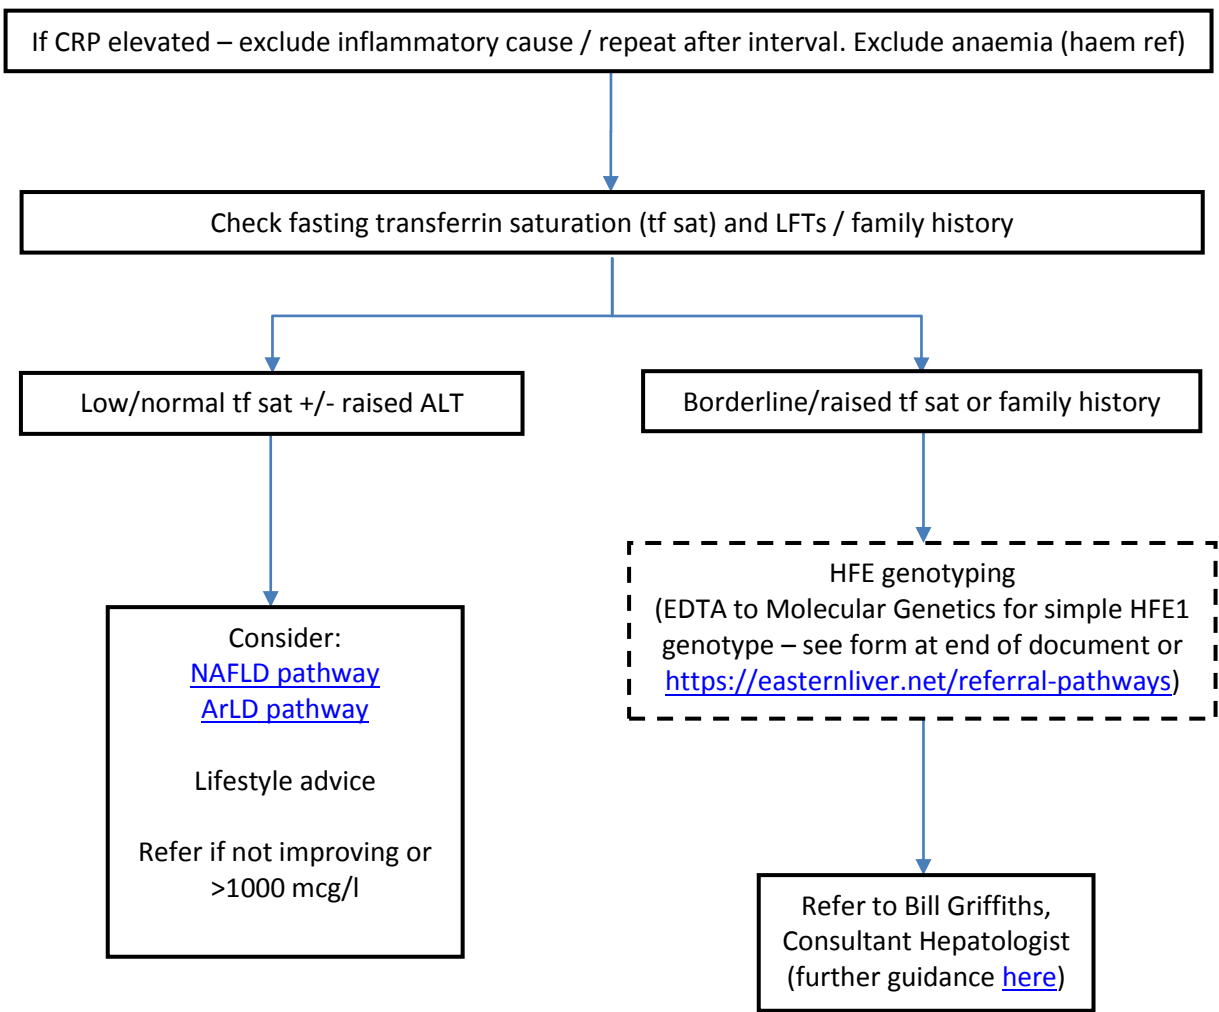 If CRP elevated – exclude inflammatory cause / repeat after interval. Exclude anaemia (haem ref)
Check fasting transferrin saturation (tf sat) and LFTs / family history
Low/normal tf sat +/- raised ALT
Borderline/raised tf sat or family history
Consider:
NAFLD pathway
ArLD pathway
Lifestyle advice
Refer if not improving or
>1000 mcg/l
HFE genotyping
(EDTA to Molecular Genetics for simple HFE1
genotype – see form at end of document or
https://easternliver.net/referral-pathways)
Refer to Bill Griffiths,
Consultant Hepatologist
(further guidance here)